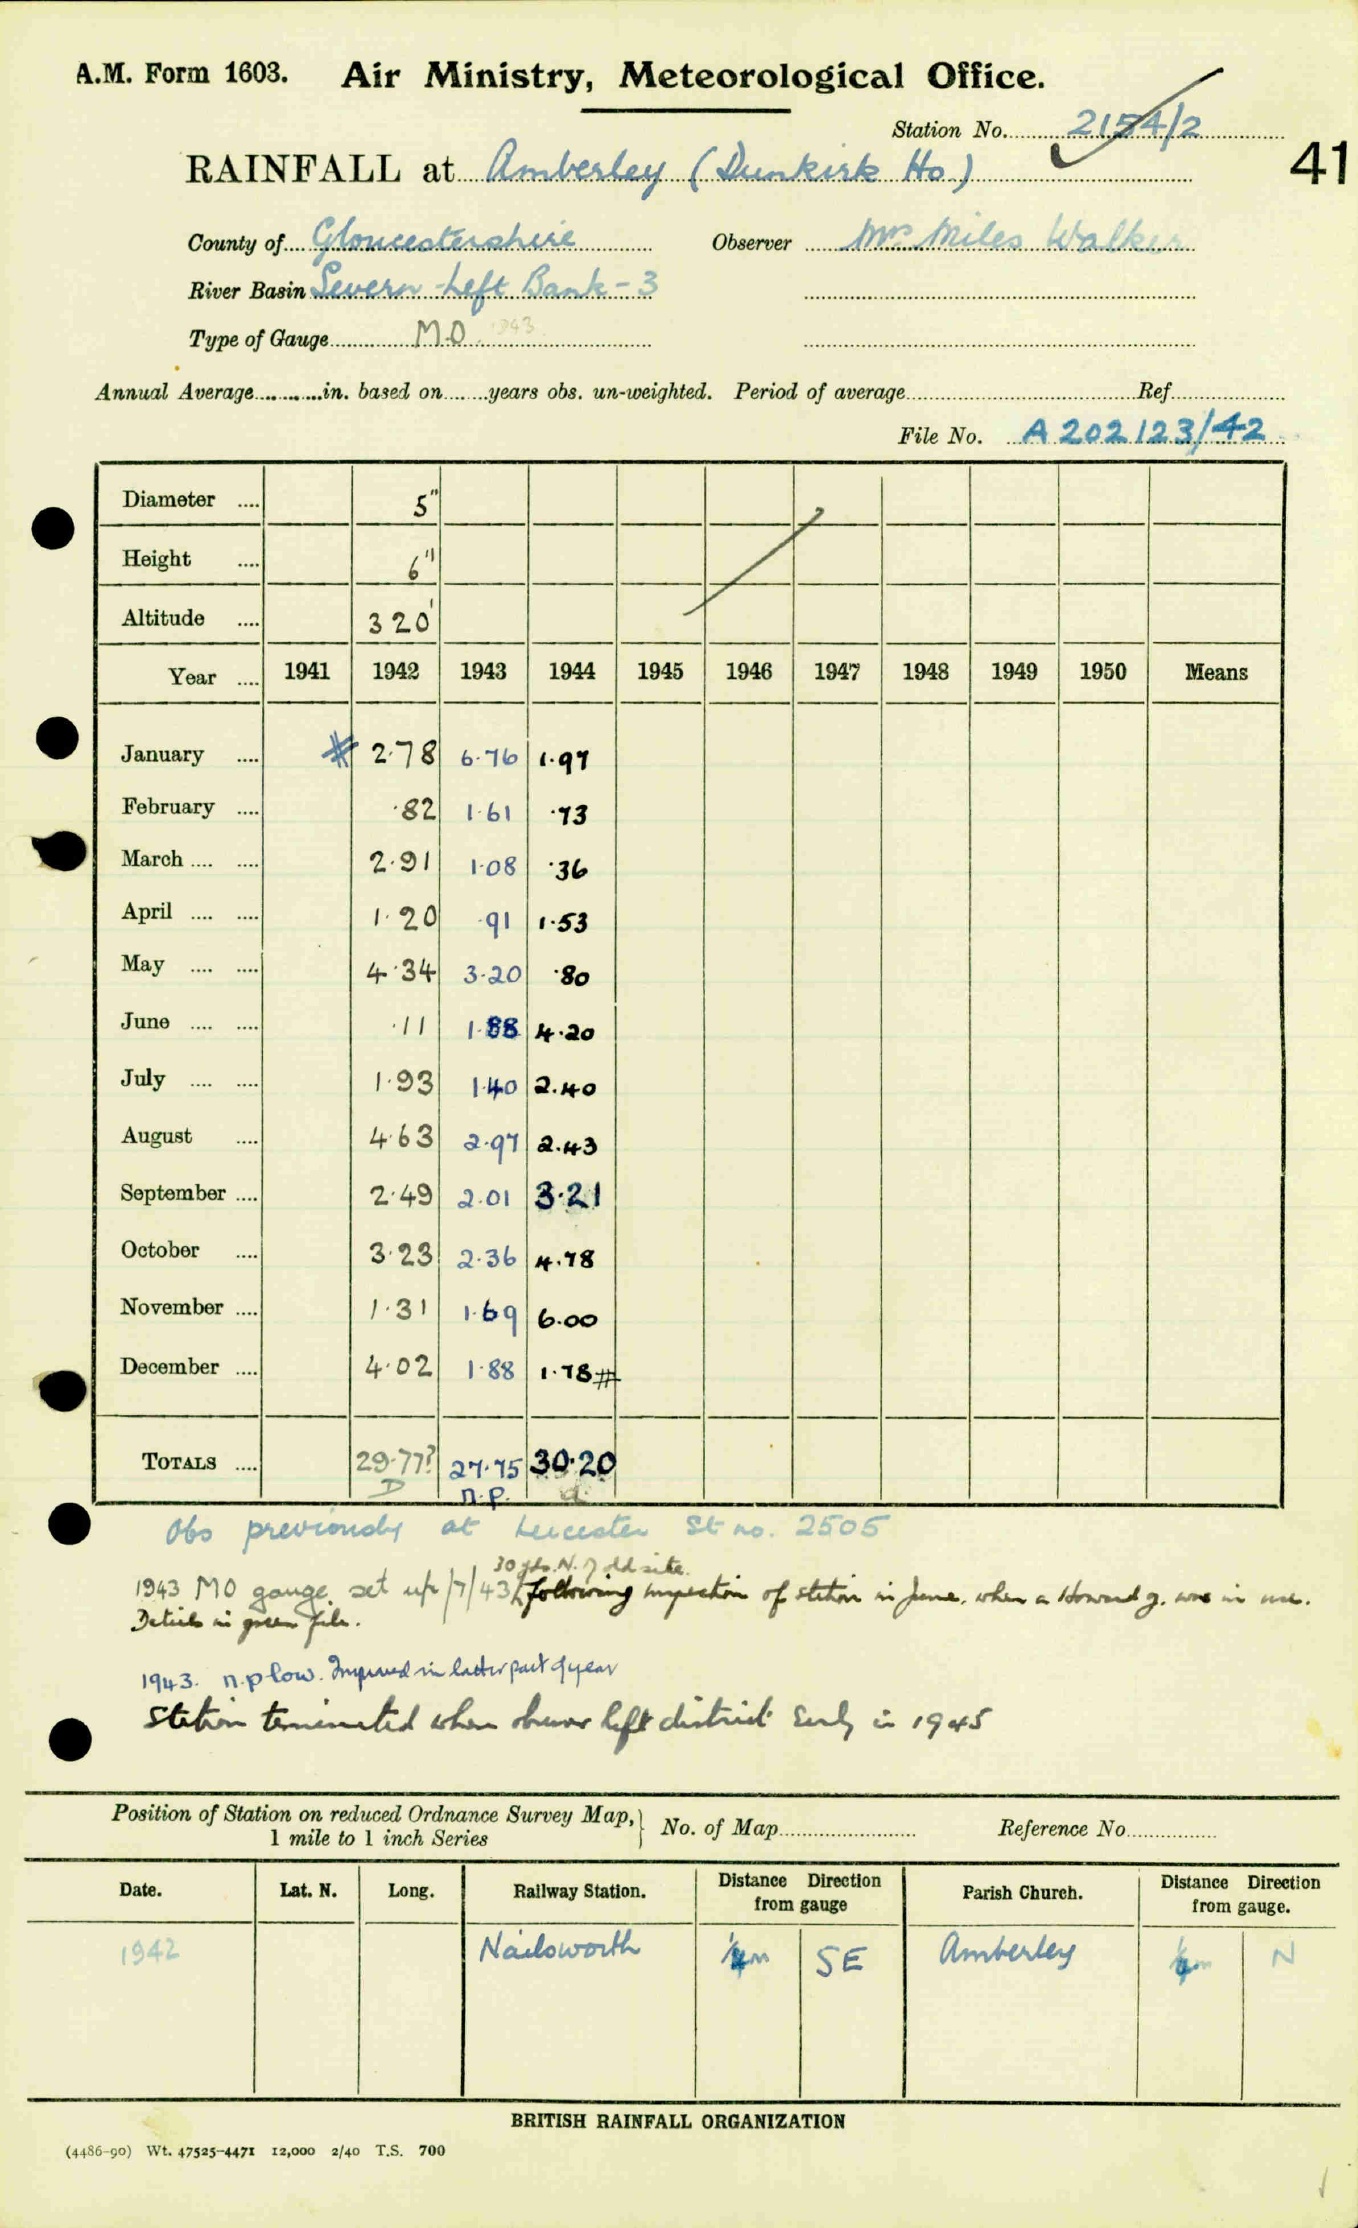 A.M. Form 1603. Air Ministry, Meteorological Office.
Station No. 2154/2
41
RAINFALL at Amberley (Dunkirk Ho)
County of Gloucestershire Observer Mrs Miles Walker
River Basin Severn - Left Bank - 3
Type of Gauge M.O. 1943
Annual Average in. based on years obs. un-weighted. Period of average Ref
File No. A 202123/42
Diameter 5"
Height 6"
Altitude 320'
Year 1941 1942 1943 1944 1945 1946 1947 1948 1949 1950 Means
January # 2.78 6.76 1.97
February .82 1.61 .73
March 2.91 1.08 .36
April 1.20 .91 1.53
May 4.34 3.20 .80
June .11 1.88 4.20
July 1.93 1.40 2.40
August 4.63 2.97 2.43
September 2.49 2.01 3.21
October 3.23 2.36 4.78
November 1.31 1.69 6.00
December 4.02 1.88 1.78 #
TOTALS 29.77? 27.75 30.20
D n.p. d
Obs previously at Leicester St no. 2505
30 yds. N. of old site
1943 MO gauge set up 1/7/43 following inspection of station in June, when a Howard g. was in use.
Details in green file.
1943. n.p low. Improved in latter part of year
Station terminated when observer left district early in 1945
Position of Station on reduced Ordnance Survey Map, 1 mile to 1 inch Series } No. of Map Reference No.
Date. Lat. N. Long. Railway Station. Distance Direction from gauge Parish Church. Distance Direction from gauge.
1942 Nailsworth SE Amberley N
BRITISH RAINFALL ORGANIZATION
(4486-90) Wt. 47525-4471 12,000 2/40 T.S. 700